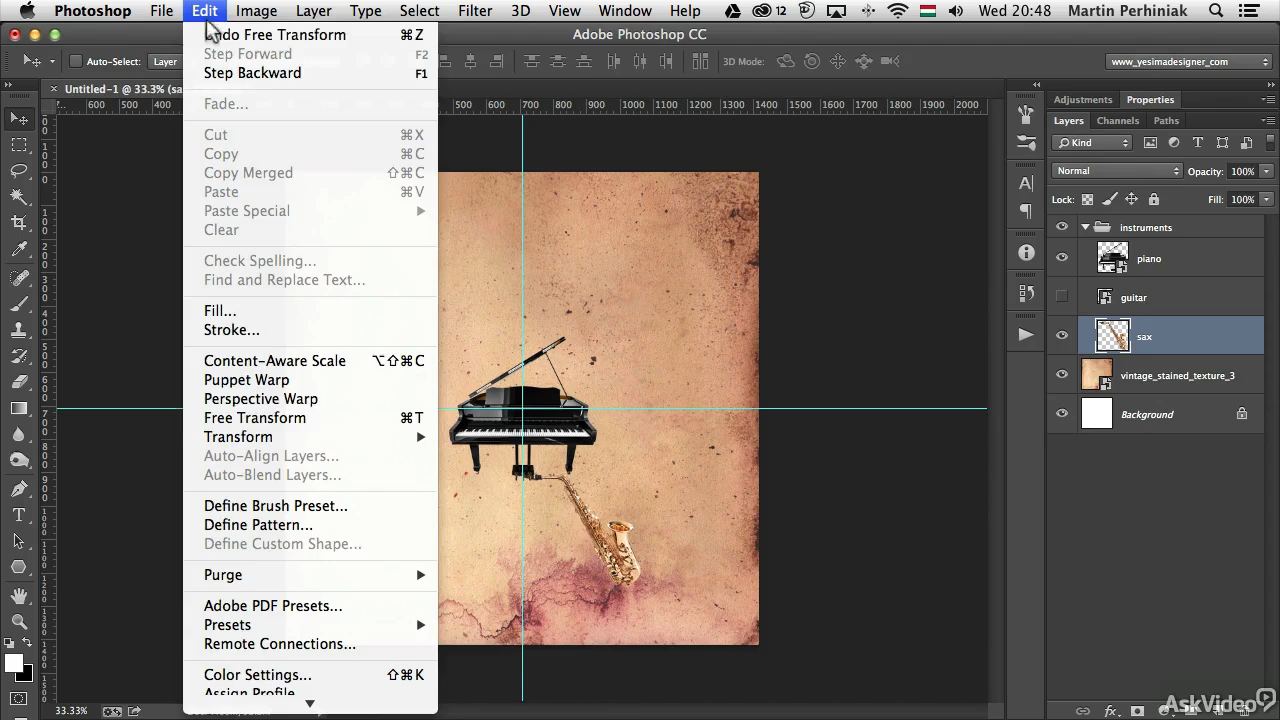 Photoshop File Edit Image Layer Type Select Filter 3D View Window Help 12 Wed 20:48 Martin Perhiniak
Adobe Photoshop CC
Auto-Select: Layer 3D Mode: www_yesimadesigner_com
Untitled-1 @ 33.3% (sa
600 500 400 500 600 700 800 900 1000 1100 1200 1300 1400 1500 1600 1700 1800 1900 2000
Undo Free Transform ⌘Z
Step Forward F2
Step Backward F1
Fade...
Cut ⌘X
Copy ⌘C
Copy Merged ⇧⌘C
Paste ⌘V
Paste Special
Clear
Check Spelling...
Find and Replace Text...
Fill...
Stroke...
Content-Aware Scale ⌥⇧⌘C
Puppet Warp
Perspective Warp
Free Transform ⌘T
Transform
Auto-Align Layers...
Auto-Blend Layers...
Define Brush Preset...
Define Pattern...
Define Custom Shape...
Purge
Adobe PDF Presets...
Presets
Remote Connections...
Color Settings... ⇧⌘K
Assign Profile
Adjustments Properties
Layers Channels Paths
Kind
Normal Opacity: 100%
Lock: Fill: 100%
instruments
piano
guitar
sax
vintage_stained_texture_3
Background
33.33%
AskVideo